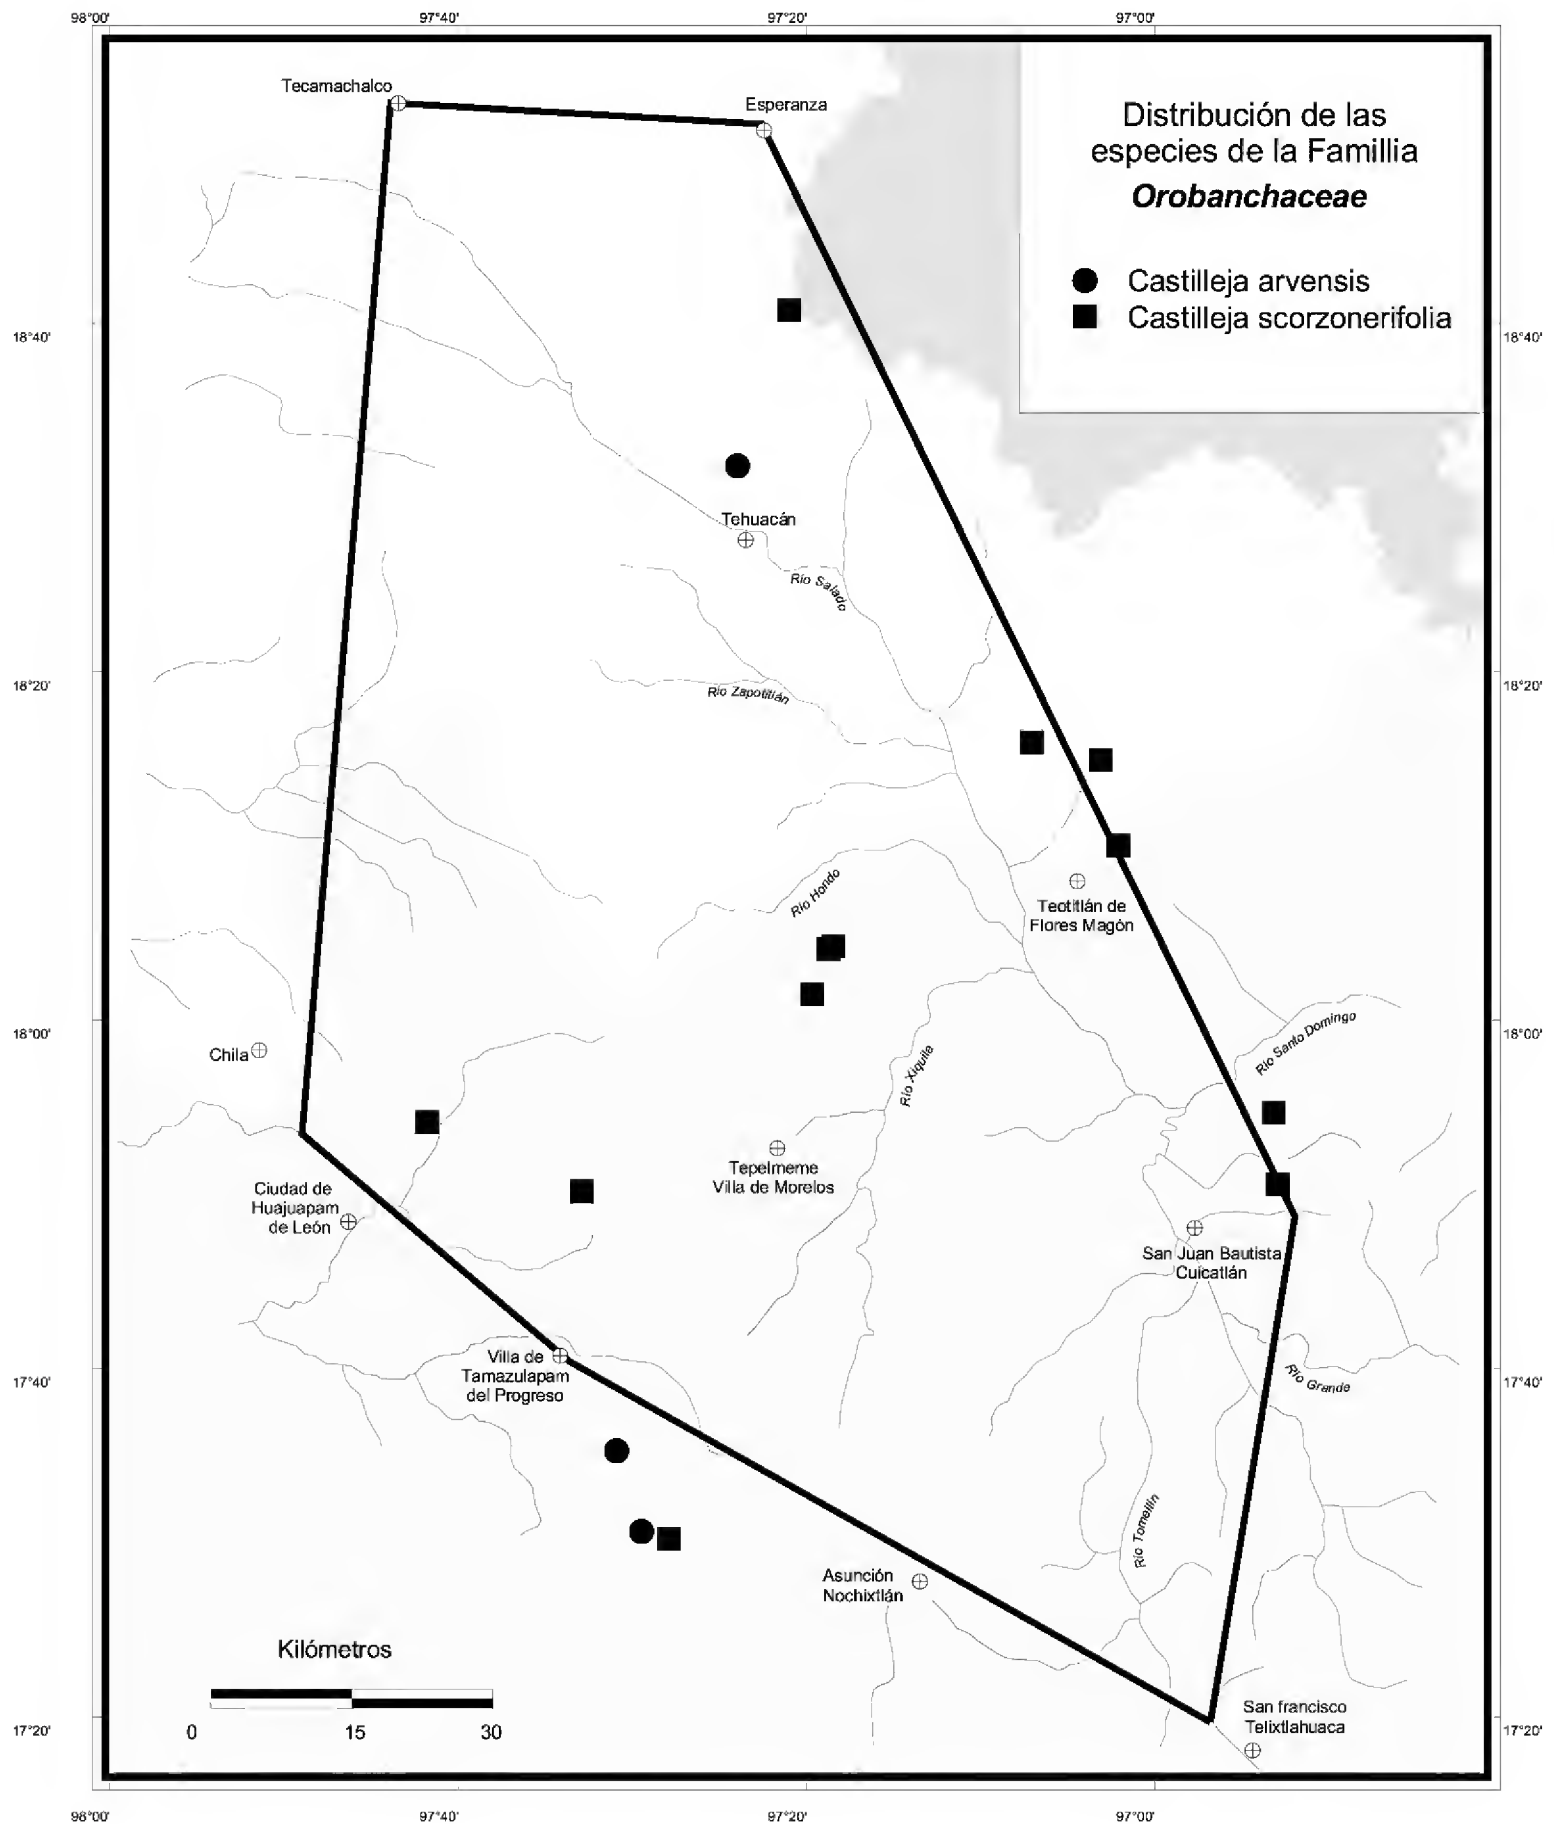 98°00' 97°40' 97°20' 97°00'
Tecamachalco
Esperanza
Distribución de las
especies de la Famillia
Orobanchaceae
Castilleja arvensis
Castilleja scorzonerifolia
18°40' 18°40'
Tehuacán
Río Salado
18°20' 18°20'
Río Zapotitlán
Río Hondo
Teotitlán de
Flores Magón
18°00' 18°00'
Río Santo Domingo
Chila
Río Xiquila
Tepelmeme
Villa de Morelos
Ciudad de
Huajuapam
de León
San Juan Bautista
Cuicatlán
Villa de
Tamazulapam
del Progreso
17°40' 17°40'
Río Grande
Río Tomellín
Asunción
Nochixtlán
Kilómetros
0 15 30
San francisco
Telixtlahuaca
17°20' 17°20'
98°00' 97°40' 97°20' 97°00'